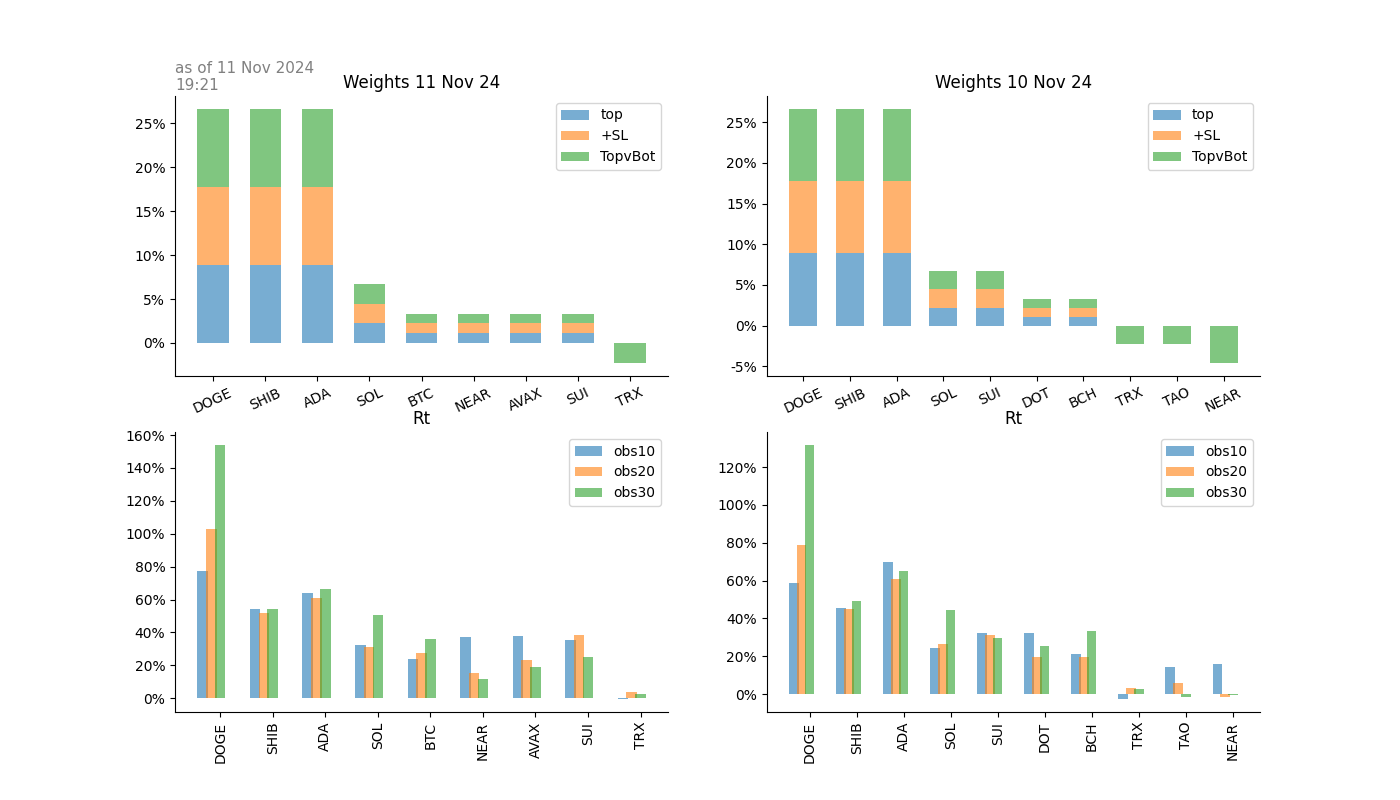 as of 11 Nov 2024
19:21
Weights 11 Nov 24
25%
20%
15%
10%
5%
0%
top
+SL
TopvBot
DOGE SHIB ADA SOL BTC NEAR AVAX SUI TRX
Weights 10 Nov 24
25%
20%
15%
10%
5%
0%
-5%
top
+SL
TopvBot
DOGE SHIB ADA SOL SUI DOT BCH TRX TAO NEAR
Rt
160%
140%
120%
100%
80%
60%
40%
20%
0%
obs10
obs20
obs30
DOGE SHIB ADA SOL BTC NEAR AVAX SUI TRX
Rt
120%
100%
80%
60%
40%
20%
0%
obs10
obs20
obs30
DOGE SHIB ADA SOL SUI DOT BCH TRX TAO NEAR